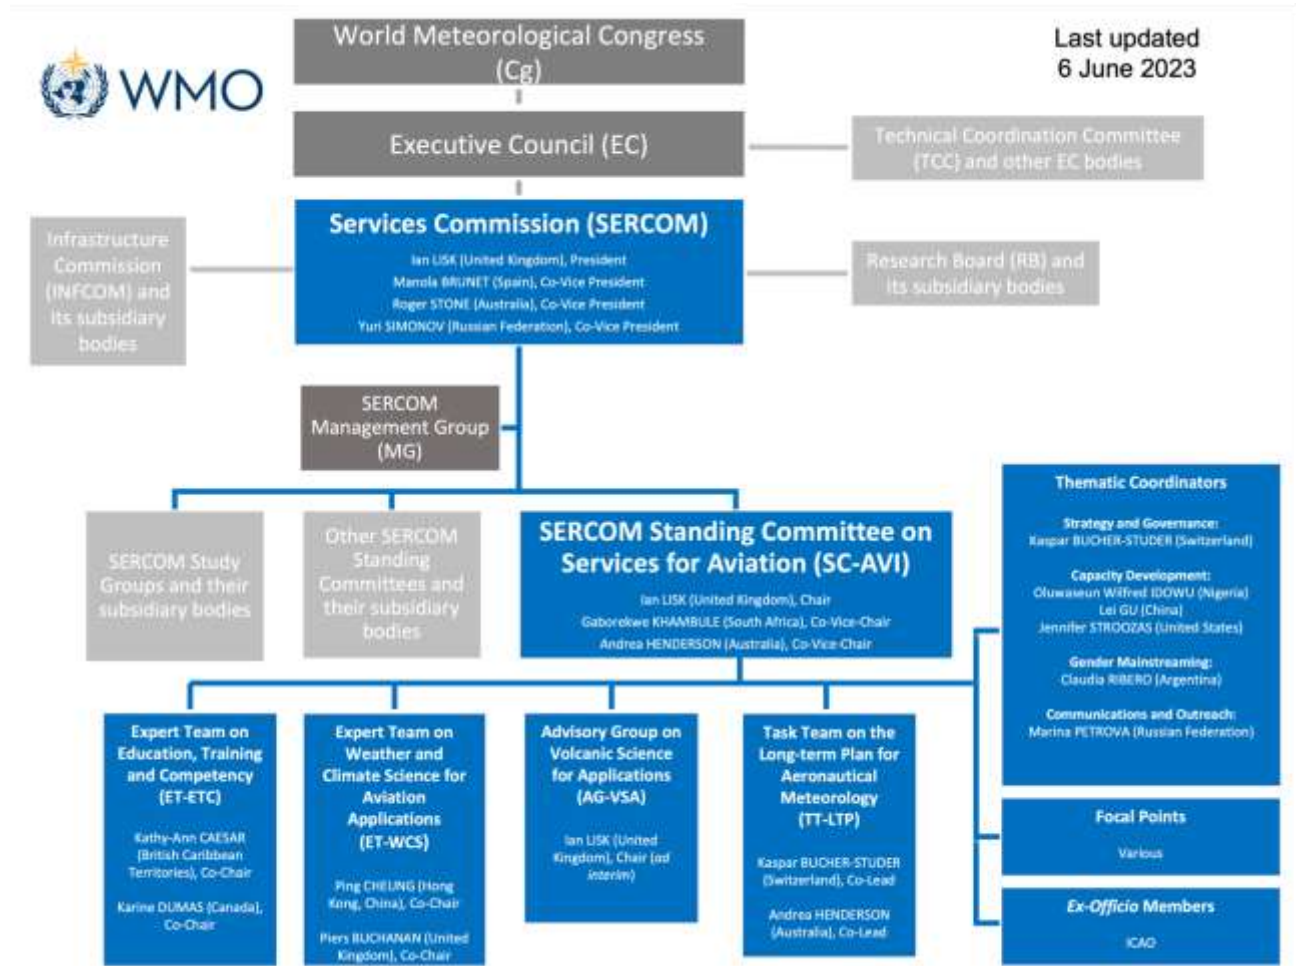 WMO
World Meteorological Congress
(Cg)
Last updated
6 June 2023
Executive Council (EC)
Technical Coordination Committee
(TCC) and other EC bodies
Services Commission (SERCOM)
Ian LISK (United Kingdom), President
Manola BRUNET (Spain), Co-Vice President
Roger STONE (Australia), Co-Vice President
Yuri SIMONOV (Russian Federation), Co-Vice President
Infrastructure
Commission
(INFCOM) and
its subsidiary
bodies
Research Board (RB) and
its subsidiary bodies
SERCOM
Management Group
(MG)
SERCOM Study
Groups and their
subsidiary bodies
Other SERCOM
Standing
Committees and
their subsidiary
bodies
SERCOM Standing Committee on
Services for Aviation (SC-AVI)
Ian LISK (United Kingdom), Chair
Gaborekwe KHAMBULE (South Africa), Co-Vice-Chair
Andrea HENDERSON (Australia), Co-Vice-Chair
Thematic Coordinators
Strategy and Governance:
Kaspar BUCHER-STUDER (Switzerland)
Capacity Development:
Oluwaseun Wilfred IDOWU (Nigeria)
Lei GU (China)
Jennifer STROOZAS (United States)
Gender Mainstreaming:
Claudia RIBERO (Argentina)
Communications and Outreach:
Marina PETROVA (Russian Federation)
Expert Team on
Education, Training
and Competency
(ET-ETC)
Kathy-Ann CAESAR
(British Caribbean
Territories), Co-Chair
Karine DUMAS (Canada),
Co-Chair
Expert Team on
Weather and
Climate Science for
Aviation
Applications
(ET-WCS)
Ping CHEUNG (Hong
Kong, China), Co-Chair
Piers BUCHANAN (United
Kingdom), Co-Chair
Advisory Group on
Volcanic Science
for Applications
(AG-VSA)
Ian LISK (United
Kingdom), Chair (ad
interim)
Task Team on the
Long-term Plan for
Aeronautical
Meteorology
(TT-LTP)
Kaspar BUCHER-STUDER
(Switzerland), Co-Lead
Andrea HENDERSON
(Australia), Co-Lead
Focal Points
Various
Ex-Officio Members
ICAO